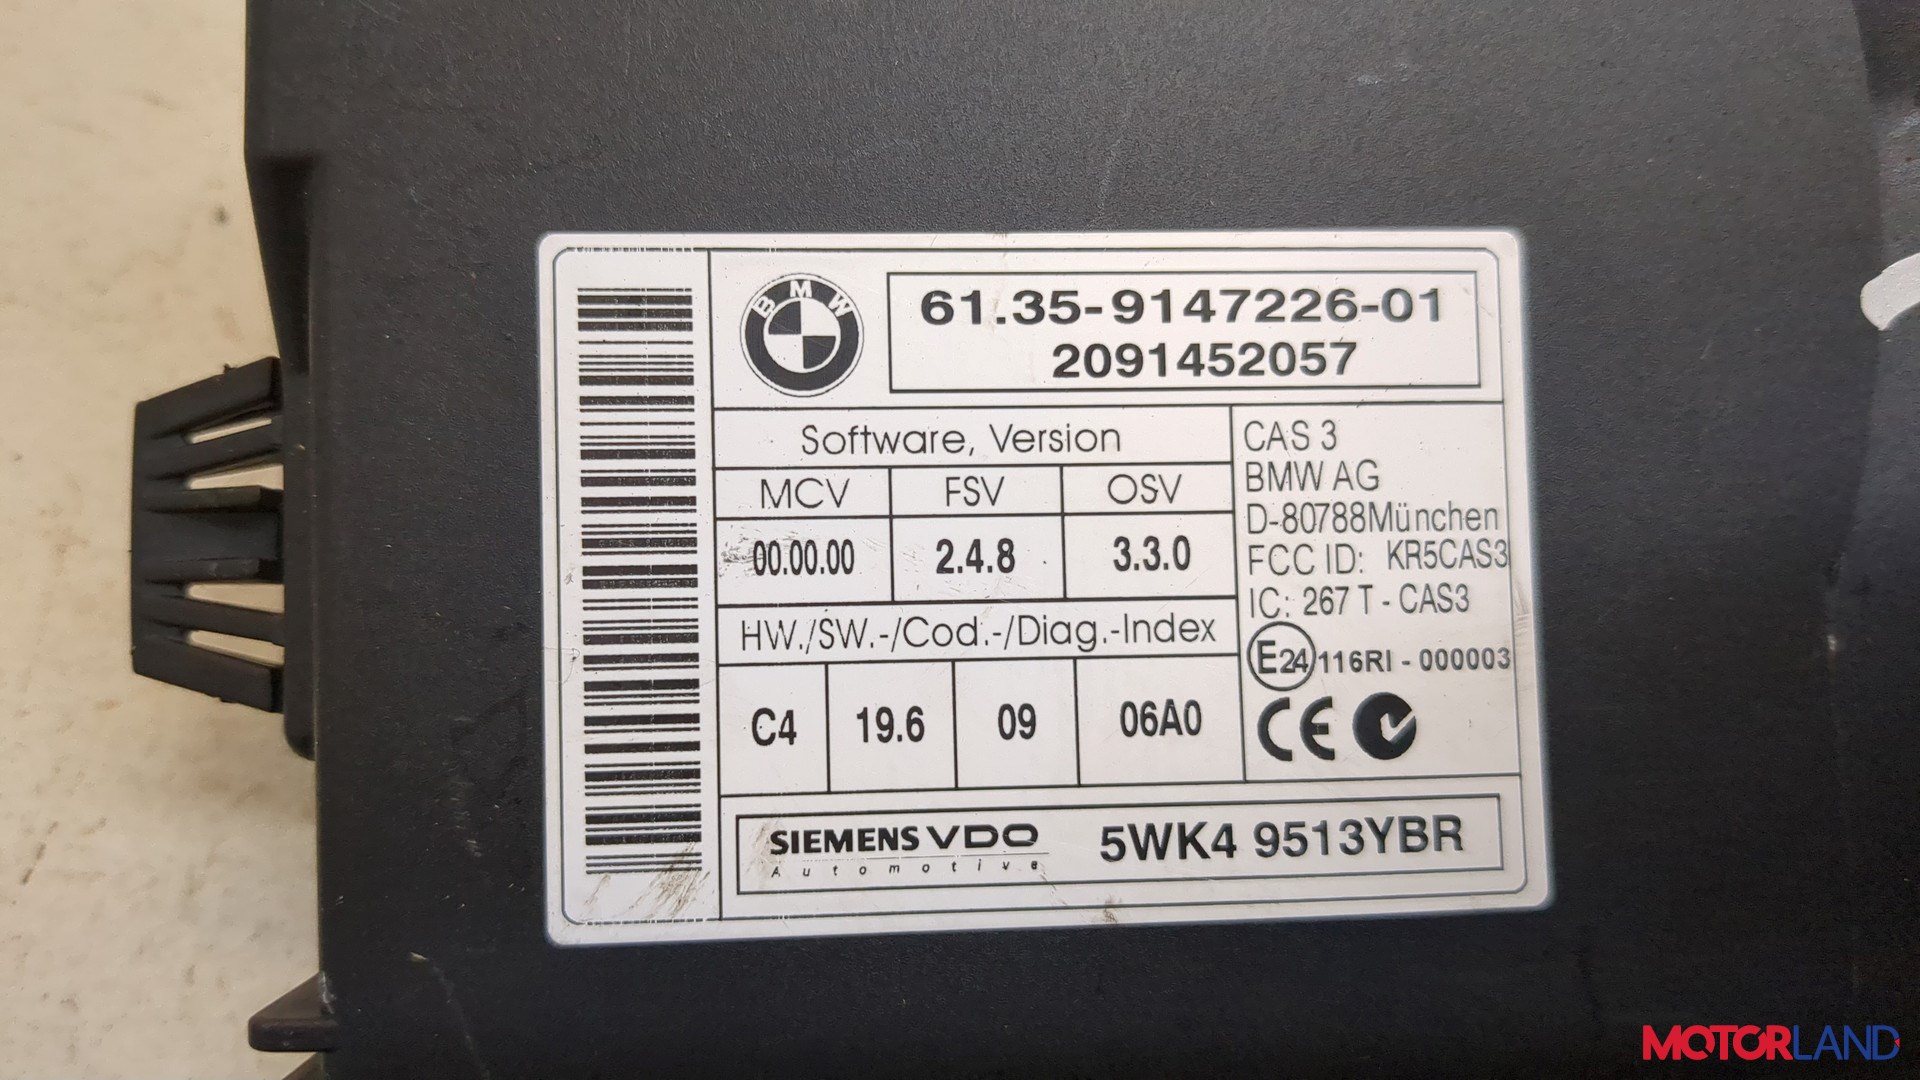 BMW
61.35-9147226-01
2091452057
Software, Version
MCV FSV OSV
00.00.00 2.4.8 3.3.0
HW./SW.-/Cod.-/Diag.-Index
C4 19.6 09 06A0
CAS 3
BMW AG
D-80788München
FCC ID: KR5CAS3
IC: 267 T - CAS3
E24 116RI - 000003
CE
SIEMENS VDO 5WK4 9513YBR
Automotive
MOTORLAND